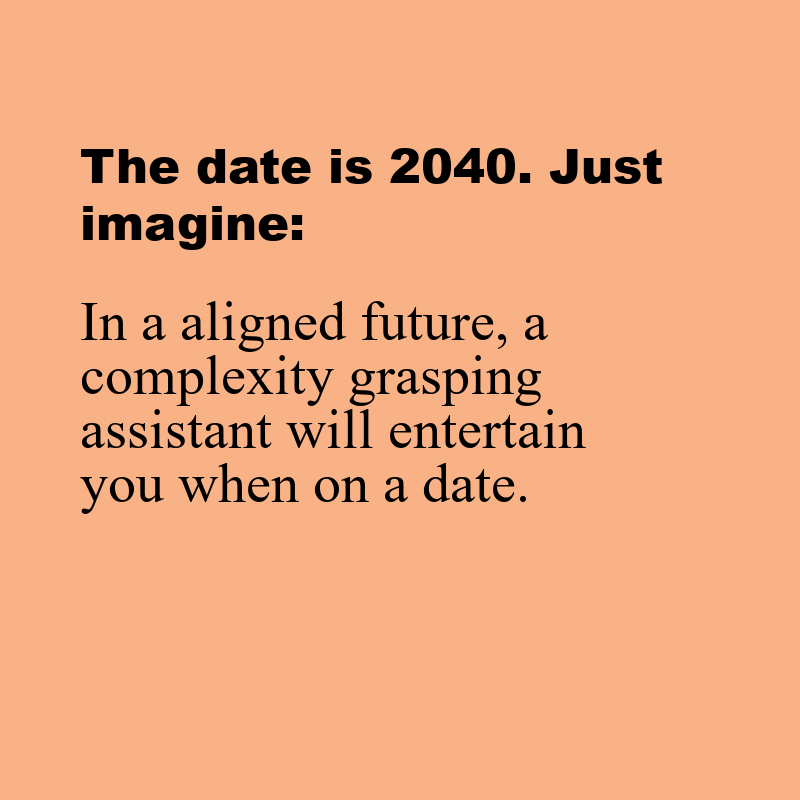 The date is 2040. Just
imagine:
In a aligned future, a
complexity grasping
assistant will entertain
you when on a date.